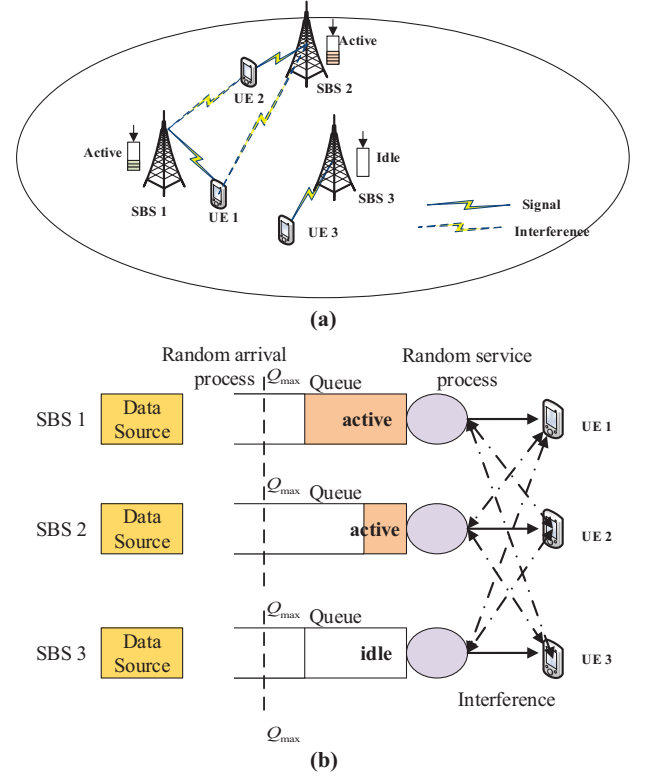 Active
SBS 2
UE 2
Active
SBS 1
UE 1
Idle
SBS 3
UE 3
Signal
Interference
(a)
Random arrival
process
Random service
process
Qmax
Queue
SBS 1
Data
Source
active
UE 1
Qmax
Queue
SBS 2
Data
Source
active
UE 2
Qmax
Queue
SBS 3
Data
Source
idle
UE 3
Interference
Qmax
(b)